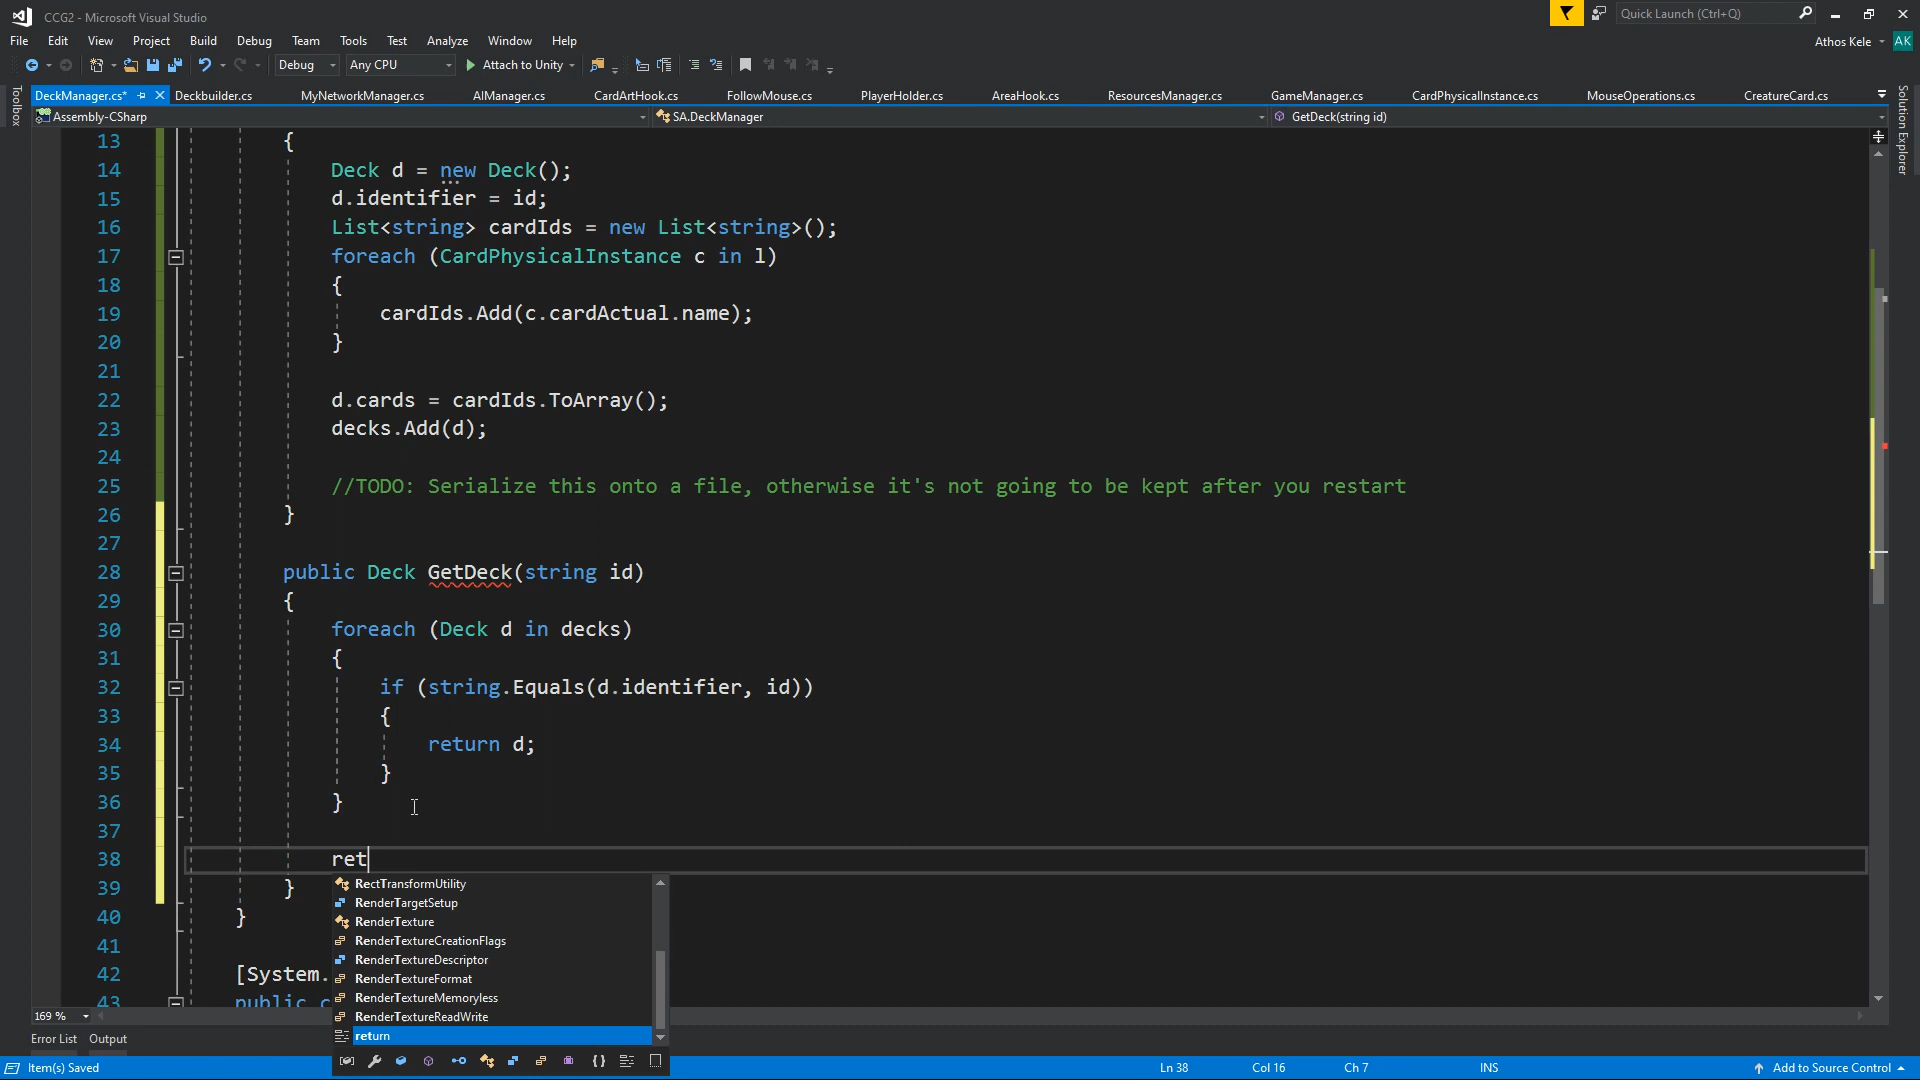 CCG2 - Microsoft Visual Studio
Quick Launch (Ctrl+Q)
File Edit View Project Build Debug Team Tools Test Analyze Window Help
Athos Kele AK
Debug Any CPU Attach to Unity
DeckManager.cs* Deckbuilder.cs MyNetworkManager.cs AIManager.cs CardArtHook.cs FollowMouse.cs PlayerHolder.cs AreaHook.cs ResourcesManager.cs GameManager.cs CardPhysicalInstance.cs MouseOperations.cs CreatureCard.cs
Toolbox
Solution Explorer
Assembly-CSharp SA.DeckManager GetDeck(string id)
13 {
14 Deck d = new Deck();
15 d.identifier = id;
16 List<string> cardIds = new List<string>();
17 foreach (CardPhysicalInstance c in l)
18 {
19 cardIds.Add(c.cardActual.name);
20 }
21
22 d.cards = cardIds.ToArray();
23 decks.Add(d);
24
25 //TODO: Serialize this onto a file, otherwise it's not going to be kept after you restart
26 }
27
28 public Deck GetDeck(string id)
29 {
30 foreach (Deck d in decks)
31 {
32 if (string.Equals(d.identifier, id))
33 {
34 return d;
35 }
36 }
37
38 ret
39 }
40 }
41
42 [System.
43 public c
RectTransformUtility
RenderTargetSetup
RenderTexture
RenderTextureCreationFlags
RenderTextureDescriptor
RenderTextureFormat
RenderTextureMemoryless
RenderTextureReadWrite
return
169 %
Error List Output
Item(s) Saved Ln 38 Col 16 Ch 7 INS Add to Source Control